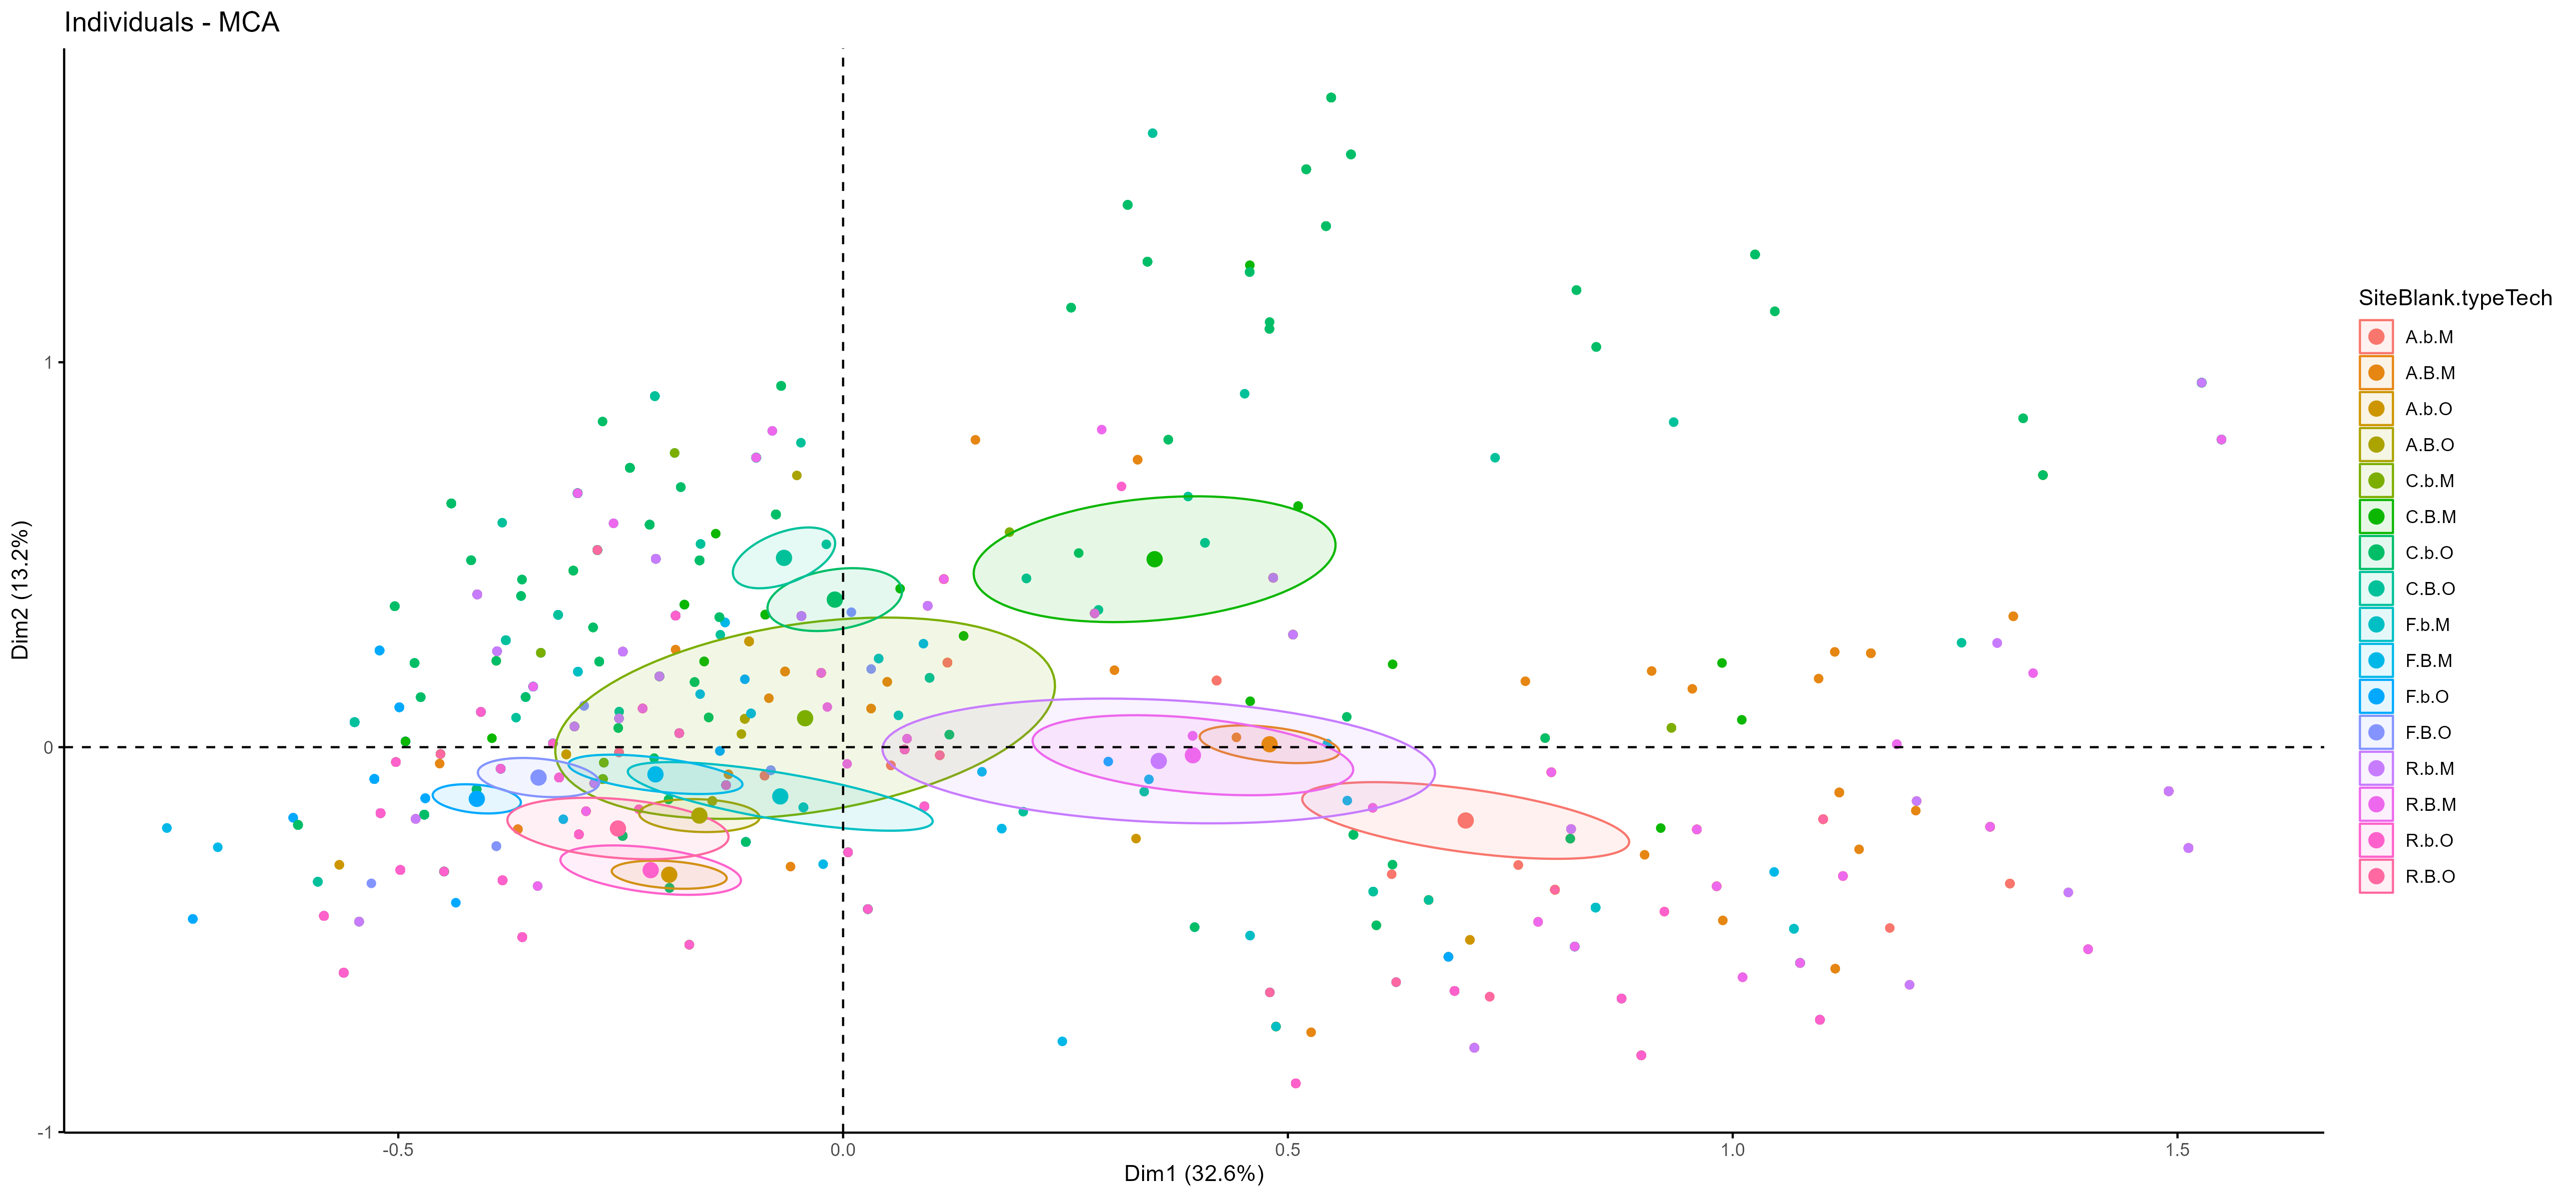 Individuals - MCA
Dim2 (13.2%)
1
0
-1
-0.5
0.0
0.5
1.0
1.5
Dim1 (32.6%)
SiteBlank.typeTech
A.b.M
A.B.M
A.b.O
A.B.O
C.b.M
C.B.M
C.b.O
C.B.O
F.b.M
F.B.M
F.b.O
F.B.O
R.b.M
R.B.M
R.b.O
R.B.O